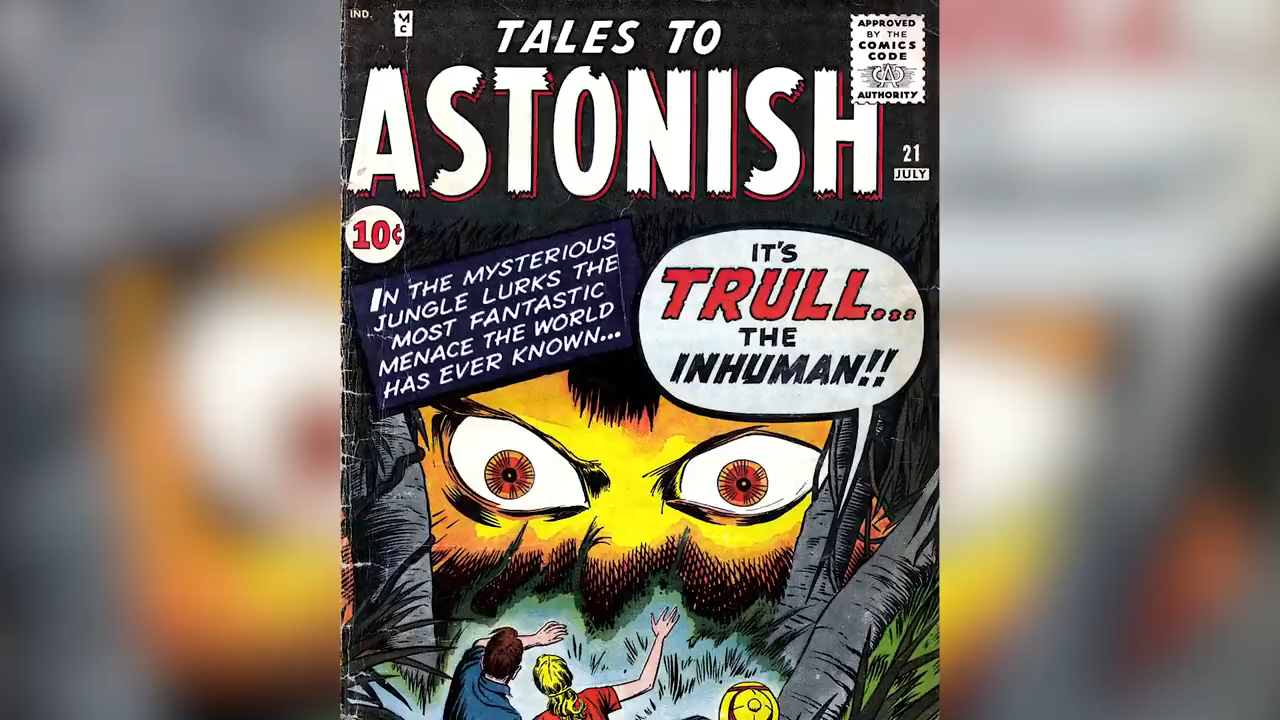 IND.
MC
TALES TO
ASTONISH
APPROVED
BY THE
COMICS
CODE
CAA
AUTHORITY
21
JULY
10¢
IN THE MYSTERIOUS
JUNGLE LURKS THE
MOST FANTASTIC
MENACE THE WORLD
HAS EVER KNOWN...
IT'S
TRULL...
THE
INHUMAN!!